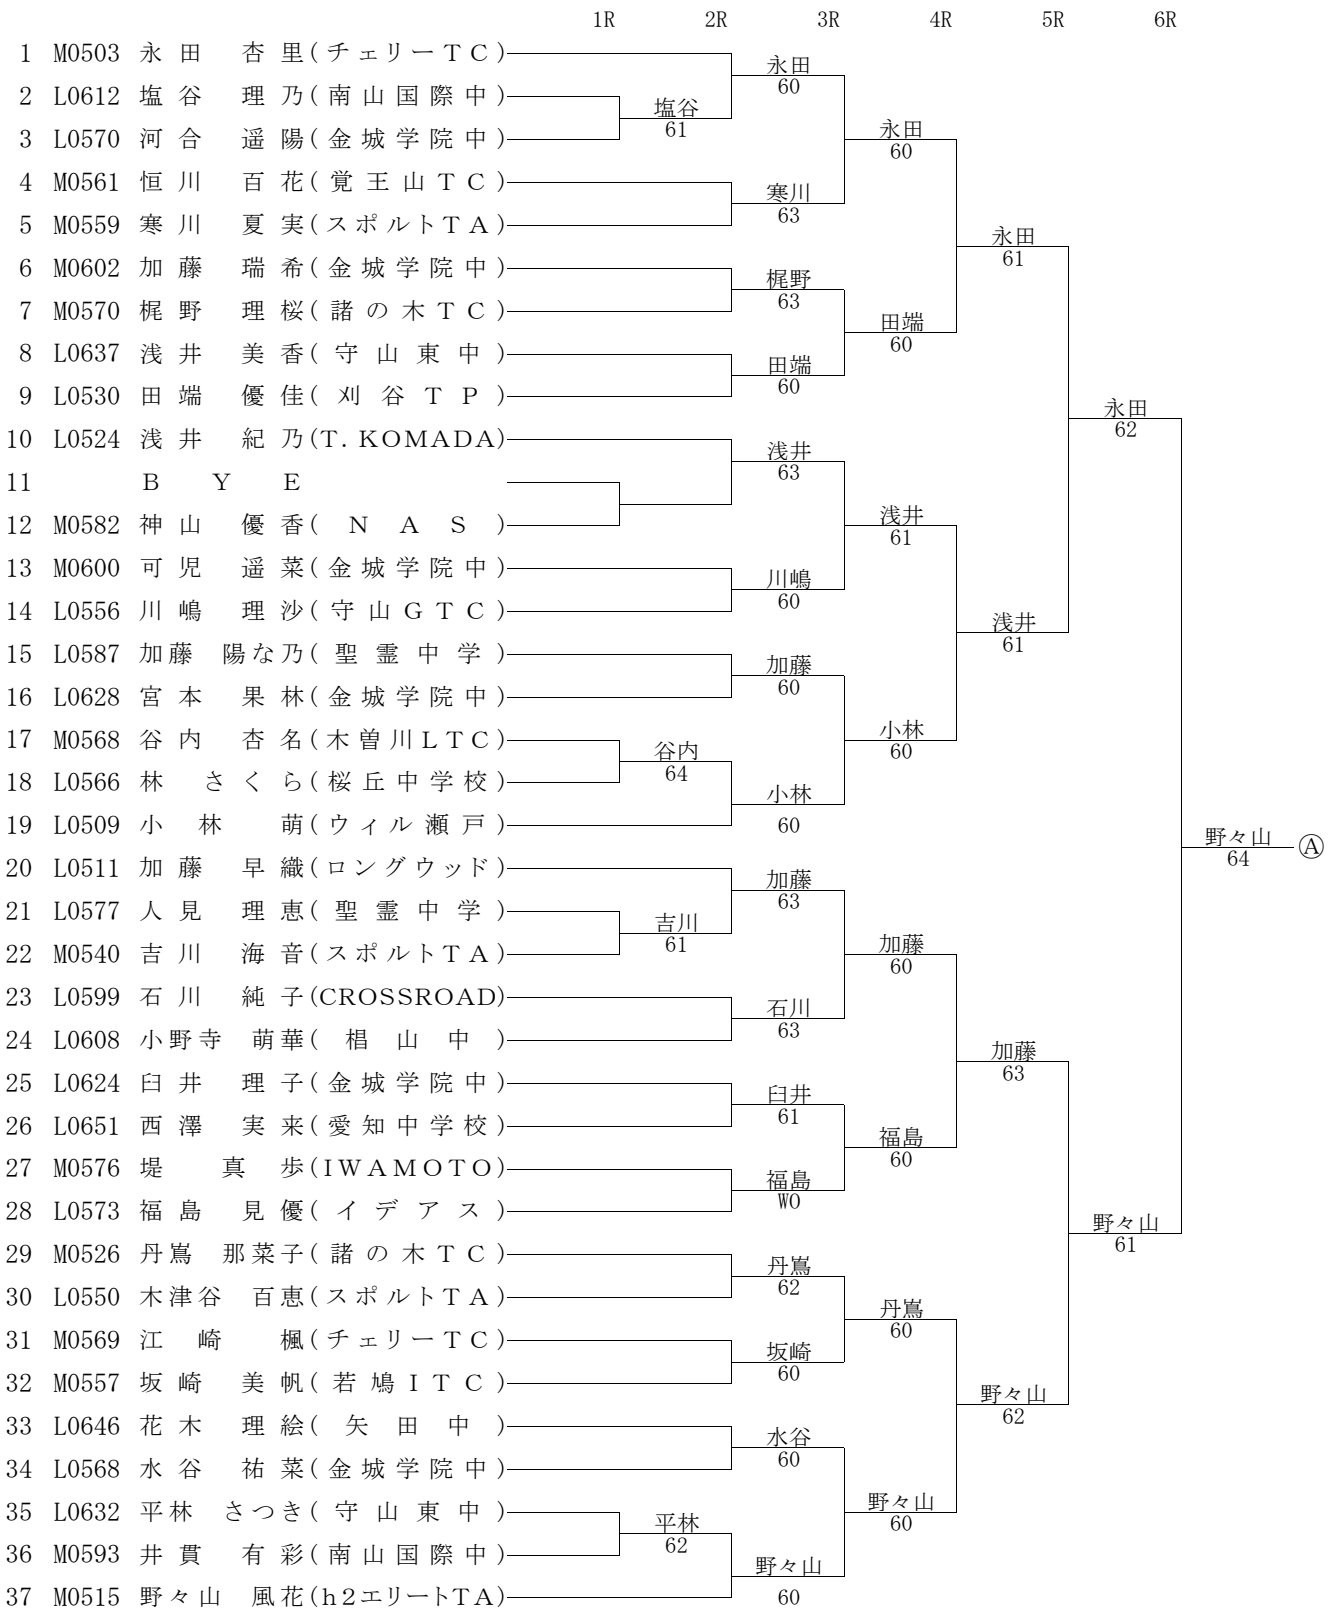 1R 2R 3R 4R 5R 6R
1 M0503 永田 杏里(チェリーTC)
永田
60
2 L0612 塩谷 理乃(南山国際中)
塩谷
61
永田
60
3 L0570 河合 遥陽(金城学院中)
4 M0561 恒川 百花(覚王山TC)
寒川
63
5 M0559 寒川 夏実(スポルトTA)
永田
61
6 M0602 加藤 瑞希(金城学院中)
梶野
63
7 M0570 梶野 理桜(諸の木TC)
田端
60
8 L0637 浅井 美香(守山東中)
田端
60
9 L0530 田端 優佳(刈谷TP)
永田
62
10 L0524 浅井 紀乃(T.KOMADA)
浅井
63
11 BYE
12 M0582 神山 優香(NAS)
浅井
61
13 M0600 可児 遥菜(金城学院中)
川嶋
60
14 L0556 川嶋 理沙(守山GTC)
浅井
61
15 L0587 加藤 陽な乃(聖霊中学)
加藤
60
16 L0628 宮本 果林(金城学院中)
小林
60
17 M0568 谷内 杏名(木曽川LTC)
谷内
64
18 L0566 林 さくら(桜丘中学校)
小林
60
19 L0509 小林 萌(ウィル瀬戸)
野々山
64
Ⓐ
20 L0511 加藤 早織(ロングウッド)
加藤
63
21 L0577 人見 理恵(聖霊中学)
吉川
61
22 M0540 吉川 海音(スポルトTA)
加藤
60
23 L0599 石川 純子(CROSSROAD)
石川
63
24 L0608 小野寺 萌華(椙山中)
加藤
63
25 L0624 臼井 理子(金城学院中)
臼井
61
26 L0651 西澤 実来(愛知中学校)
福島
60
27 M0576 堤 真歩(IWAMOTO)
福島
WO
28 L0573 福島 見優(イデアス)
野々山
61
29 M0526 丹嶌 那菜子(諸の木TC)
丹嶌
62
30 L0550 木津谷 百恵(スポルトTA)
丹嶌
60
31 M0569 江崎 楓(チェリーTC)
坂崎
60
32 M0557 坂崎 美帆(若鳩ITC)
野々山
62
33 L0646 花木 理絵(矢田中)
水谷
60
34 L0568 水谷 祐菜(金城学院中)
野々山
60
35 L0632 平林 さつき(守山東中)
平林
62
36 M0593 井貫 有彩(南山国際中)
野々山
60
37 M0515 野々山 風花(h2エリートTA)